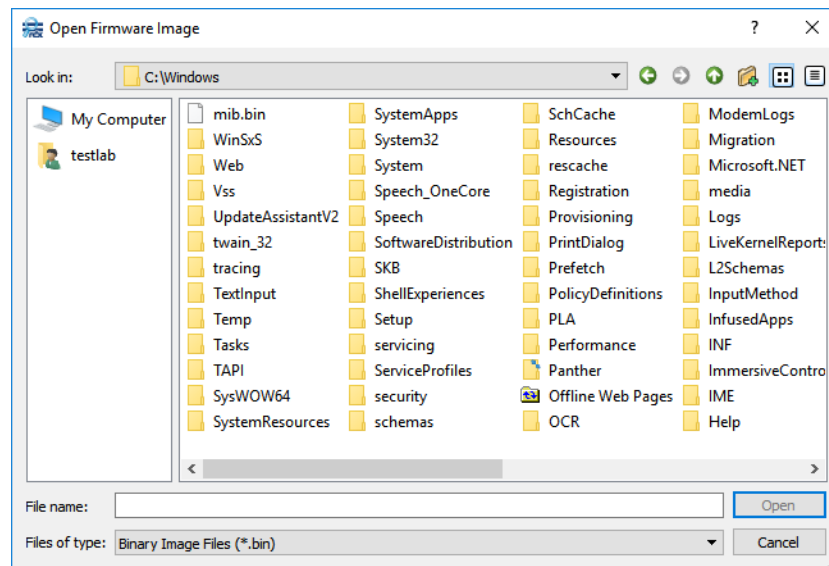 Open Firmware Image
Look in: C:\Windows
My Computer
testlab
mib.bin SystemApps SchCache ModemLogs
WinSxS System32 Resources Migration
Web System rescache Microsoft.NET
Vss Speech_OneCore Registration media
UpdateAssistantV2 Speech Provisioning Logs
twain_32 SoftwareDistribution PrintDialog LiveKernelReports
tracing SKB Prefetch L2Schemas
TextInput ShellExperiences PolicyDefinitions InputMethod
Temp Setup PLA InfusedApps
Tasks servicing Performance INF
TAPI ServiceProfiles Panther ImmersiveContro
SysWOW64 security Offline Web Pages IME
SystemResources schemas OCR Help
File name: Open
Files of type: Binary Image Files (*.bin) Cancel